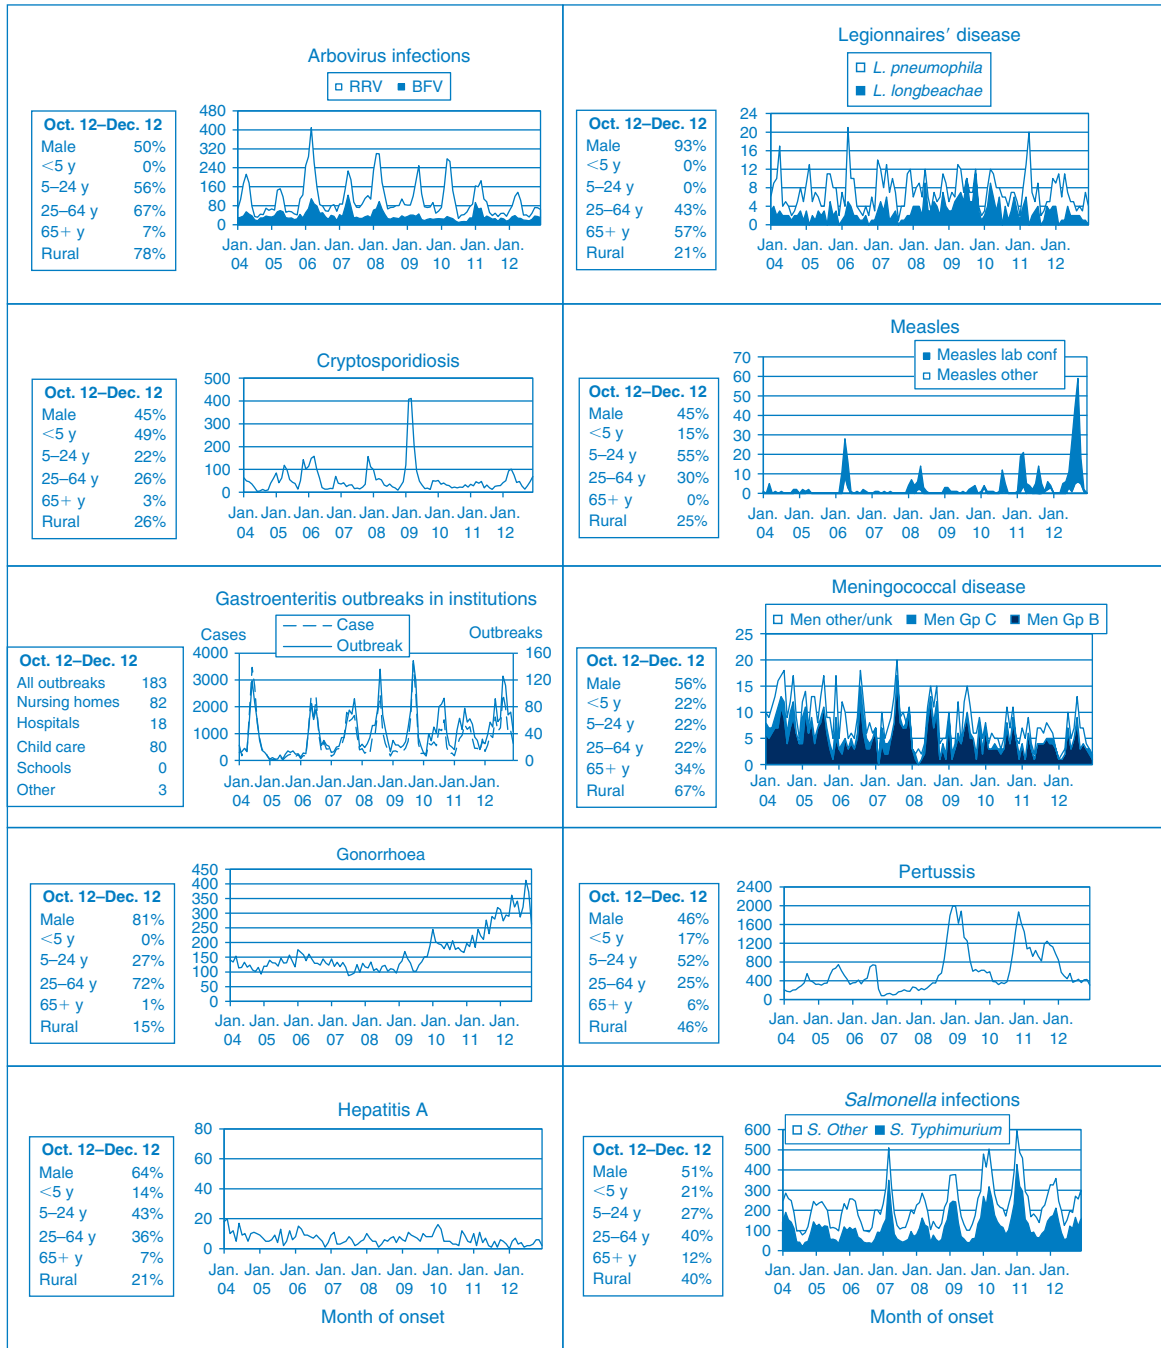 Arbovirus infections
RRV BFV
Oct. 12–Dec. 12
Male 50%
<5 y 0%
5–24 y 56%
25–64 y 67%
65+ y 7%
Rural 78%
480
400
320
240
160
80
0
Jan. Jan. Jan. Jan. Jan. Jan. Jan. Jan. Jan.
04 05 06 07 08 09 10 11 12
Legionnaires′ disease
L. pneumophila
L. longbeachae
Oct. 12–Dec. 12
Male 93%
<5 y 0%
5–24 y 0%
25–64 y 43%
65+ y 57%
Rural 21%
24
20
16
12
8
4
0
Jan. Jan. Jan. Jan. Jan. Jan. Jan. Jan. Jan.
04 05 06 07 08 09 10 11 12
Cryptosporidiosis
Oct. 12–Dec. 12
Male 45%
<5 y 49%
5–24 y 22%
25–64 y 26%
65+ y 3%
Rural 26%
500
400
300
200
100
0
Jan. Jan. Jan. Jan. Jan. Jan. Jan. Jan. Jan.
04 05 06 07 08 09 10 11 12
Measles
Measles lab conf
Measles other
Oct. 12–Dec. 12
Male 45%
<5 y 15%
5–24 y 55%
25–64 y 30%
65+ y 0%
Rural 25%
70
60
50
40
30
20
10
0
Jan. Jan. Jan. Jan. Jan. Jan. Jan. Jan. Jan.
04 05 06 07 08 09 10 11 12
Gastroenteritis outbreaks in institutions
Case
Outbreak
Cases Outbreaks
Oct. 12–Dec. 12
All outbreaks 183
Nursing homes 82
Hospitals 18
Child care 80
Schools 0
Other 3
4000 160
3000 120
2000 80
1000 40
0 0
Jan. Jan. Jan. Jan. Jan. Jan. Jan. Jan. Jan.
04 05 06 07 08 09 10 11 12
Meningococcal disease
Men other/unk Men Gp C Men Gp B
Oct. 12–Dec. 12
Male 56%
<5 y 22%
5–24 y 22%
25–64 y 22%
65+ y 34%
Rural 67%
25
20
15
10
5
0
Jan. Jan. Jan. Jan. Jan. Jan. Jan. Jan. Jan.
04 05 06 07 08 09 10 11 12
Gonorrhoea
Oct. 12–Dec. 12
Male 81%
<5 y 0%
5–24 y 27%
25–64 y 72%
65+ y 1%
Rural 15%
450
400
350
300
250
200
150
100
50
0
Jan. Jan. Jan. Jan. Jan. Jan. Jan. Jan. Jan.
04 05 06 07 08 09 10 11 12
Pertussis
Oct. 12–Dec. 12
Male 46%
<5 y 17%
5–24 y 52%
25–64 y 25%
65+ y 6%
Rural 46%
2400
2000
1600
1200
800
400
0
Jan. Jan. Jan. Jan. Jan. Jan. Jan. Jan. Jan.
04 05 06 07 08 09 10 11 12
Hepatitis A
Oct. 12–Dec. 12
Male 64%
<5 y 14%
5–24 y 43%
25–64 y 36%
65+ y 7%
Rural 21%
80
60
40
20
0
Jan. Jan. Jan. Jan. Jan. Jan. Jan. Jan. Jan.
04 05 06 07 08 09 10 11 12
Month of onset
Salmonella infections
S. Other S. Typhimurium
Oct. 12–Dec. 12
Male 51%
<5 y 21%
5–24 y 27%
25–64 y 40%
65+ y 12%
Rural 40%
600
500
400
300
200
100
0
Jan. Jan. Jan. Jan. Jan. Jan. Jan. Jan. Jan.
04 05 06 07 08 09 10 11 12
Month of onset